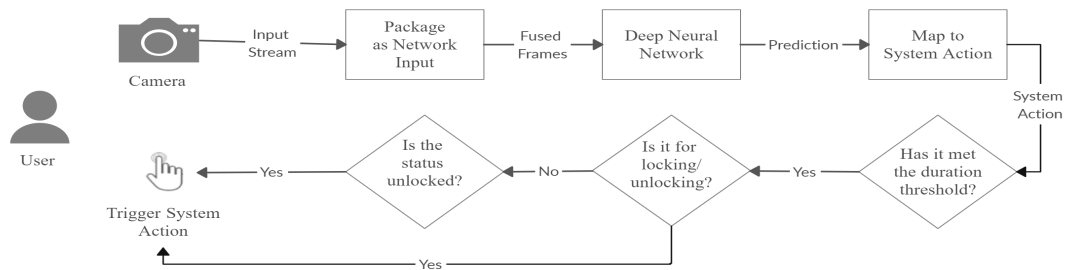 Camera
Input
Stream
Package
as Network
Input
Fused
Frames
Deep Neural
Network
Prediction
Map to
System Action
System
Action
User
Has it met
the duration
threshold?
Yes
Is it for
locking/
unlocking?
No
Is the
status
unlocked?
Yes
Trigger System
Action
Yes